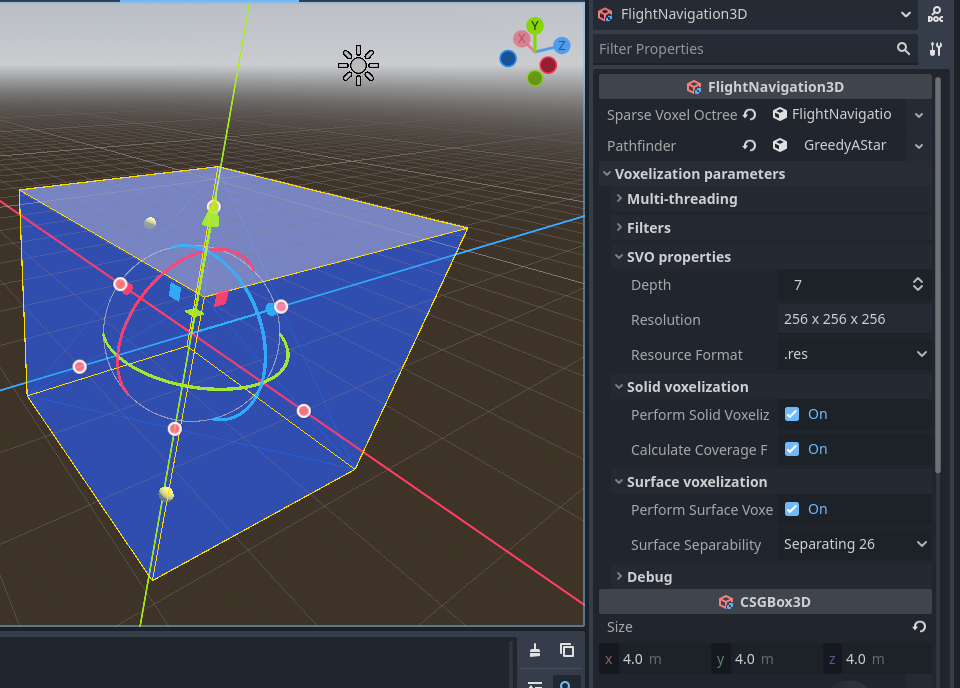 FlightNavigation3D
DOC
Filter Properties
Y
X
Z
FlightNavigation3D
Sparse Voxel Octree FlightNavigatio
Pathfinder GreedyAStar
Voxelization parameters
Multi-threading
Filters
SVO properties
Depth 7
Resolution 256 x 256 x 256
Resource Format .res
Solid voxelization
Perform Solid Voxeliz On
Calculate Coverage F On
Surface voxelization
Perform Surface Voxe On
Surface Separability Separating 26
Debug
CSGBox3D
Size
x 4.0 m y 4.0 m z 4.0 m